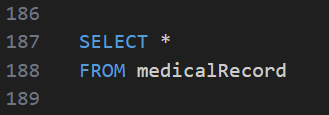 186
187 SELECT *
188 FROM medicalRecord
189